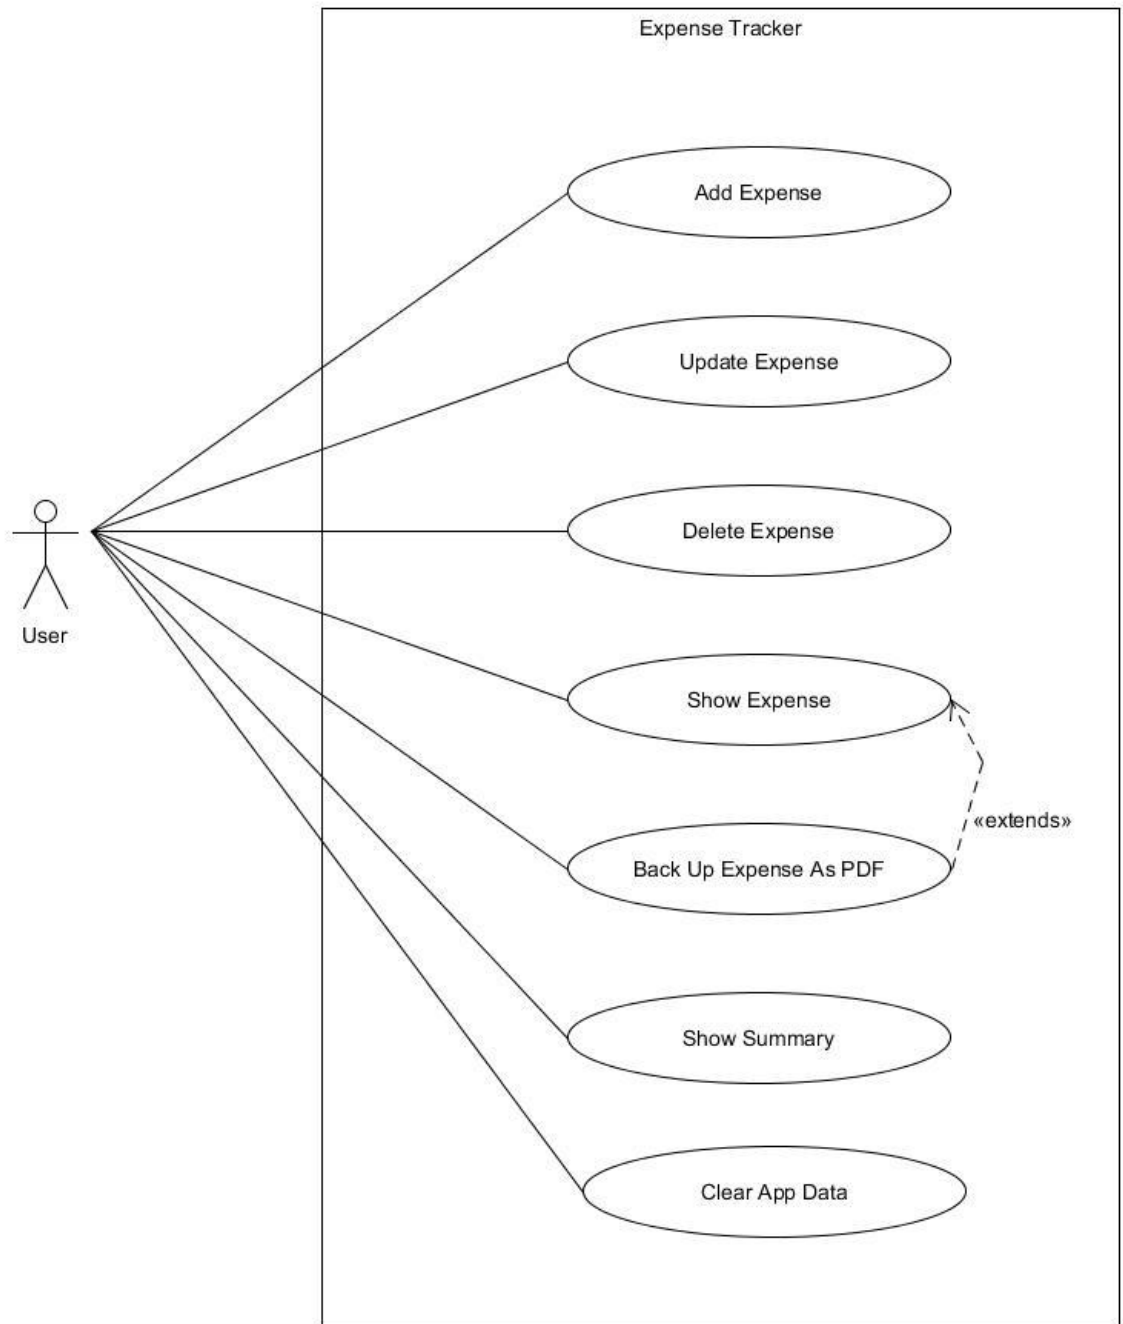 Expense Tracker
Add Expense
Update Expense
Delete Expense
User
Show Expense
«extends»
Back Up Expense As PDF
Show Summary
Clear App Data